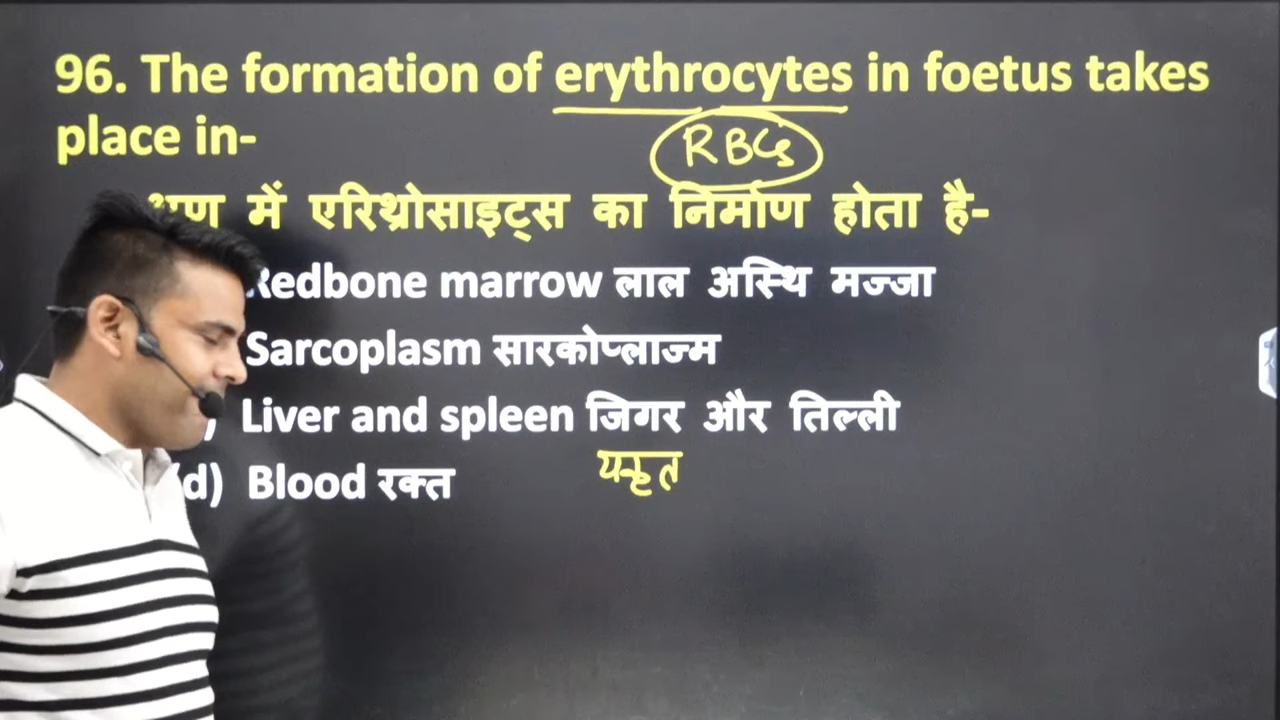 96. The formation of erythrocytes in foetus takes
place in-
RBCs
में एरिथ्रोसाइट्स का निर्माण होता है-
Redbone marrow लाल अस्थि मज्जा
Sarcoplasm सारकोप्लाज्म
) Liver and spleen जिगर और तिल्ली
यकृत
d) Blood रक्त